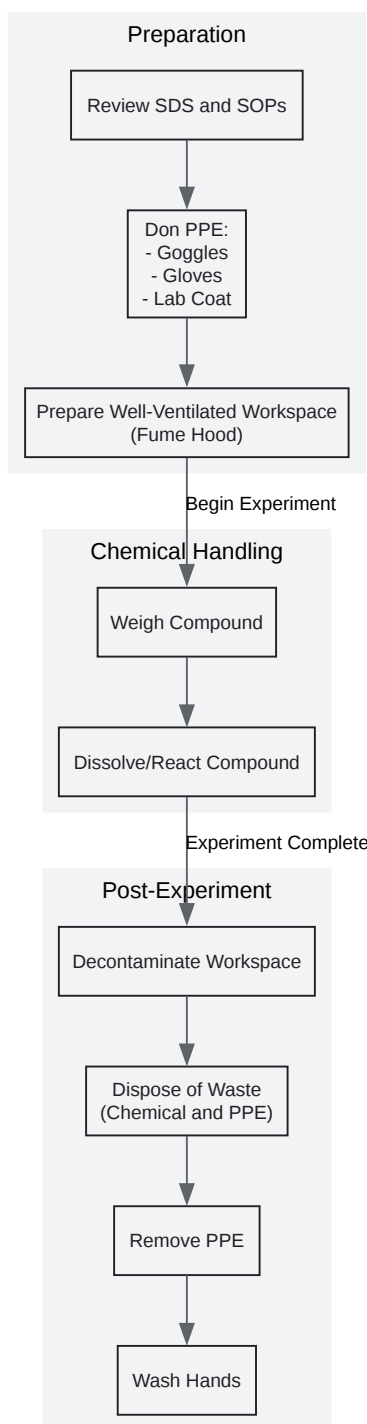 Preparation
Review SDS and SOPs
Don PPE:
- Goggles
- Gloves
- Lab Coat
Prepare Well-Ventilated Workspace
(Fume Hood)
Begin Experiment
Chemical Handling
Weigh Compound
Dissolve/React Compound
Experiment Complete
Post-Experiment
Decontaminate Workspace
Dispose of Waste
(Chemical and PPE)
Remove PPE
Wash Hands